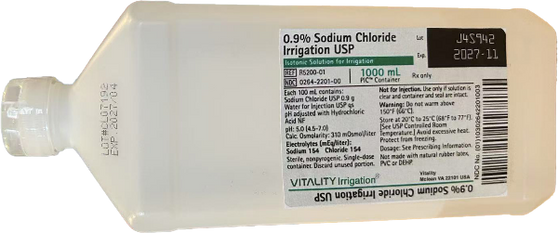 0.9% Sodium Chloride
Irrigation USP
Isotonic Solution for Irrigation
REF R5200-01
NDC 0264-2201-00
1000 mL
PIC™ Container
Rx only
Lot J4S942
Exp. 2027-11
Each 100 mL contains:
Sodium Chloride USP 0.9 g
Water for Injection USP qs
pH adjusted with Hydrochloric
Acid NF
pH: 5.0 (4.5-7.0)
Calc. Osmolarity: 310 mOsmol/liter
Electrolytes (mEq/liter):
Sodium 154 Chloride 154
Sterile, nonpyrogenic. Single-dose
container. Discard unused portion.
Not for Injection. Use only if solution is
clear and container and seal are intact.
Warning: Do not warm above
150°F (66°C).
Store at 20°C to 25°C (68°F to 77°F).
[See USP Controlled Room
Temperature.] Avoid excessive heat.
Protect from freezing.
Dosage: See Prescribing Information.
Not made with natural rubber latex,
PVC or DEHP
Vitality
Mclean VA 22101 USA
VITALITY Irrigation®
0.9% Sodium Chloride Irrigation USP
LOT#CLG7192
EXP.2027/04